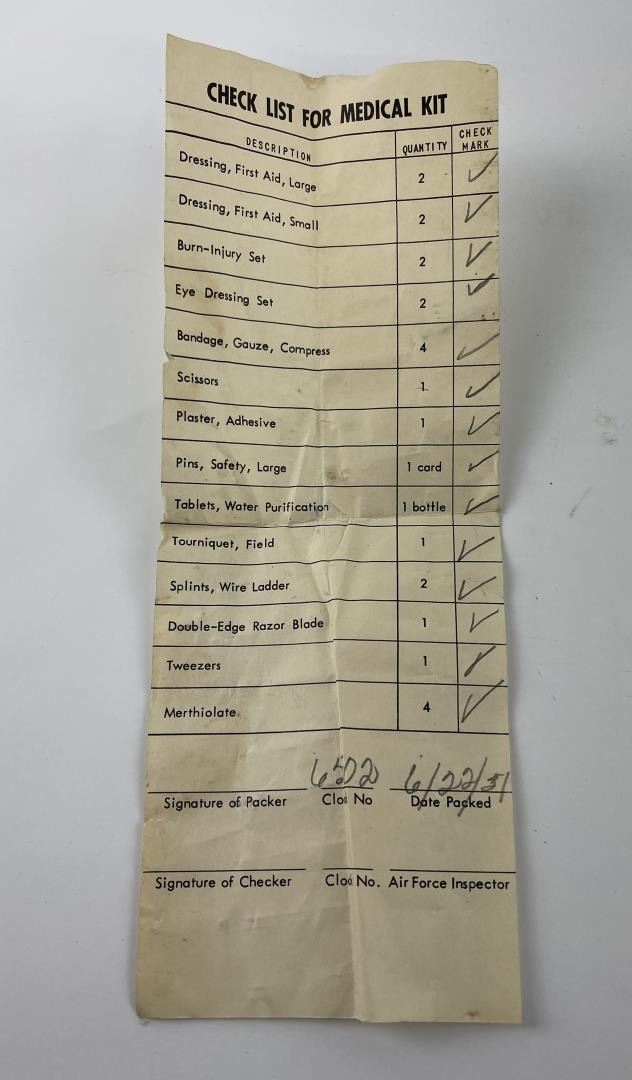 CHECK LIST FOR MEDICAL KIT
DESCRIPTION QUANTITY CHECK MARK
Dressing, First Aid, Large 2 ✓
Dressing, First Aid, Small 2 ✓
Burn-Injury Set 2 ✓
Eye Dressing Set 2 ✓
Bandage, Gauze, Compress 4 ✓
Scissors 1 ✓
Plaster, Adhesive 1 ✓
Pins, Safety, Large 1 card ✓
Tablets, Water Purification 1 bottle ✓
Tourniquet, Field 1 ✓
Splints, Wire Ladder 2 ✓
Double-Edge Razor Blade 1 ✓
Tweezers 1 ✓
Merthiolate 4 ✓
6/22/51
Signature of Packer No Date Packed
Signature of Checker No. Air Force Inspector